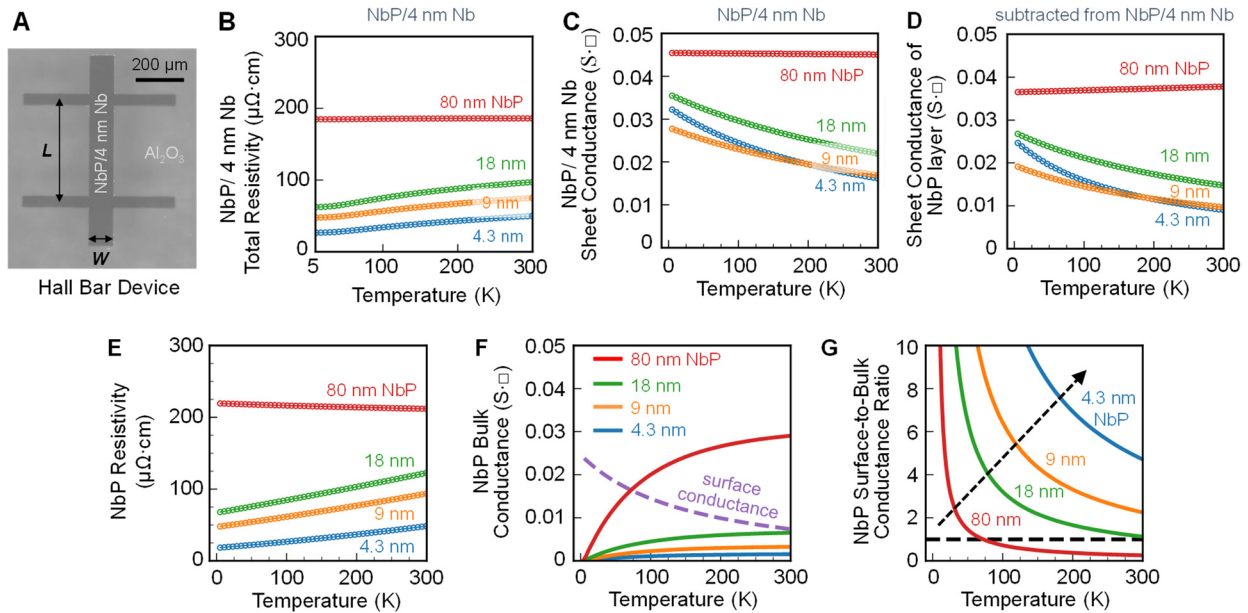 A
200 µm
NbP/4 nm Nb
L
Al₂O₃
W
Hall Bar Device
B
NbP/4 nm Nb
NbP/ 4 nm Nb
Total Resistivity (µΩ·cm)
300
200
100
0
80 nm NbP
18 nm
9 nm
4.3 nm
5
100
200
300
Temperature (K)
C
NbP/4 nm Nb
NbP/ 4 nm Nb
Sheet Conductance (S·□)
0.05
0.04
0.03
0.02
0.01
0
80 nm NbP
18 nm
9 nm
4.3 nm
0
100
200
300
Temperature (K)
D
subtracted from NbP/4 nm Nb
Sheet Conductance of
NbP layer (S·□)
0.05
0.04
0.03
0.02
0.01
0
80 nm NbP
18 nm
9 nm
4.3 nm
0
100
200
300
Temperature (K)
E
NbP Resistivity
(µΩ·cm)
300
200
100
0
80 nm NbP
18 nm
9 nm
4.3 nm
0
100
200
300
Temperature (K)
F
NbP Bulk
Conductance (S·□)
0.05
0.04
0.03
0.02
0.01
0
80 nm NbP
18 nm
9 nm
4.3 nm
surface
conductance
0
100
200
300
Temperature (K)
G
NbP Surface-to-Bulk
Conductance Ratio
10
8
6
4
2
0
4.3 nm
NbP
9 nm
18 nm
80 nm
0
100
200
300
Temperature (K)